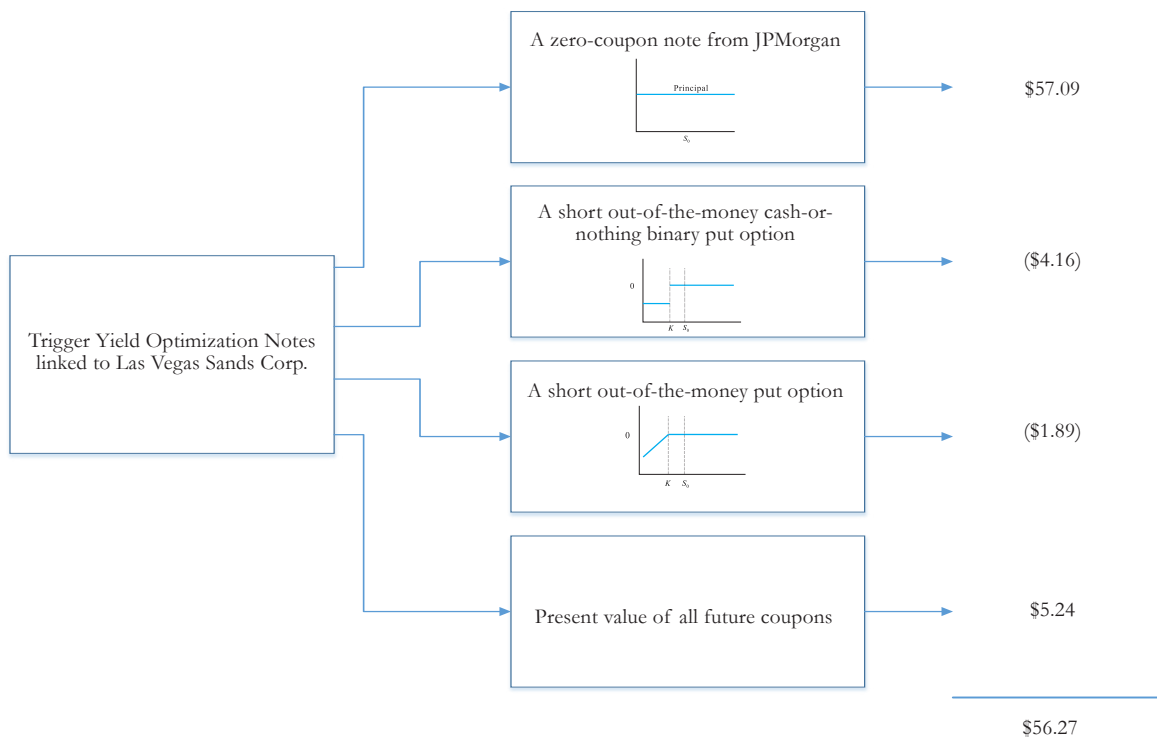 A zero-coupon note from JPMorgan
Principal
S0
$57.09
A short out-of-the-money cash-or-
nothing binary put option
0
K S0
($4.16)
Trigger Yield Optimization Notes
linked to Las Vegas Sands Corp.
A short out-of-the-money put option
0
K S0
($1.89)
Present value of all future coupons
$5.24
$56.27